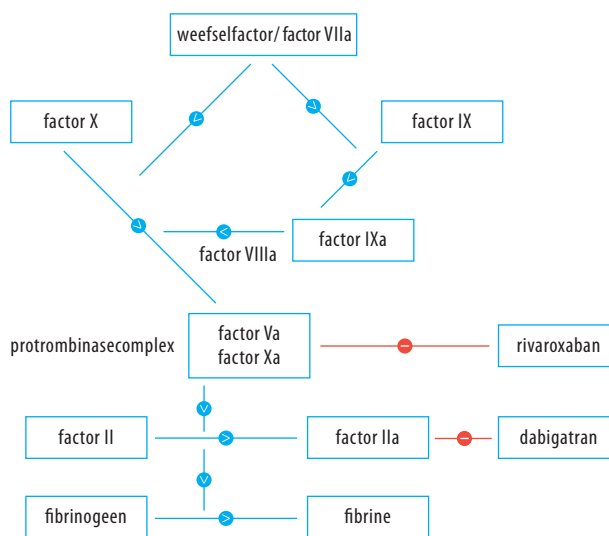 weefselfactor/ factor VIIa
factor X
factor IX
factor IXa
factor VIIIa
protrombinasecomplex
factor Va
factor Xa
rivaroxaban
factor II
factor IIa
dabigatran
fibrinogeen
fibrine